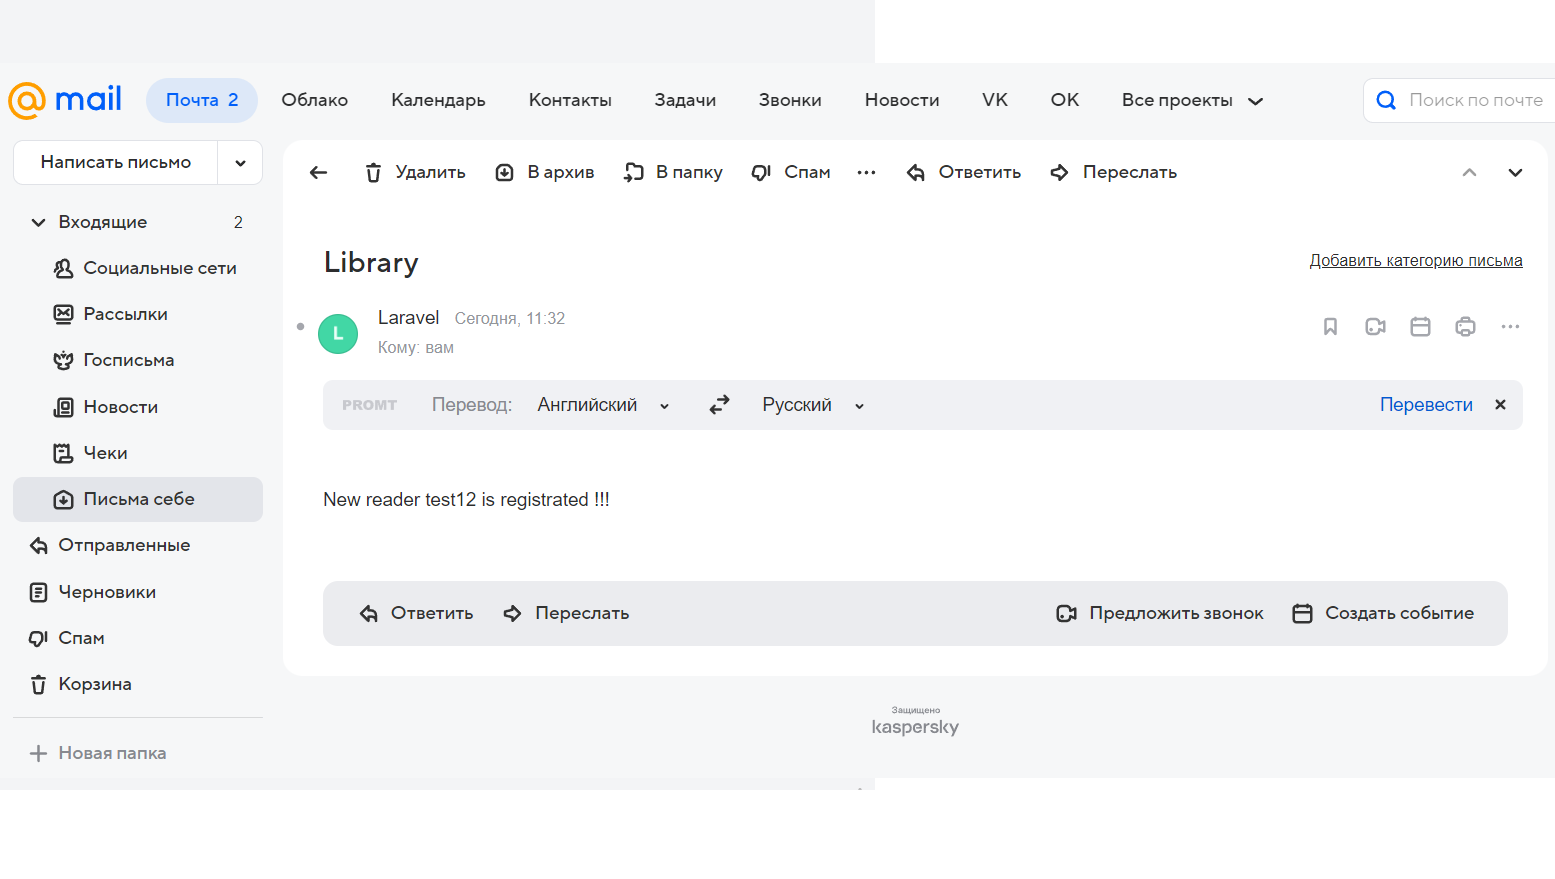 @mail Почта 2 Облако Календарь Контакты Задачи Звонки Новости VK OK Все проекты Поиск по почте
Написать письмо
Удалить В архив В папку Спам ... Ответить Переслать
Входящие 2
Социальные сети
Рассылки
Госписьма
Новости
Чеки
Письма себе
Отправленные
Черновики
Спам
Корзина
Новая папка
Library
Добавить категорию письма
L
Laravel Сегодня, 11:32
Кому: вам
PROMT Перевод: Английский Русский Перевести
New reader test12 is registrated !!!
Ответить Переслать Предложить звонок Создать событие
Защищено
kaspersky